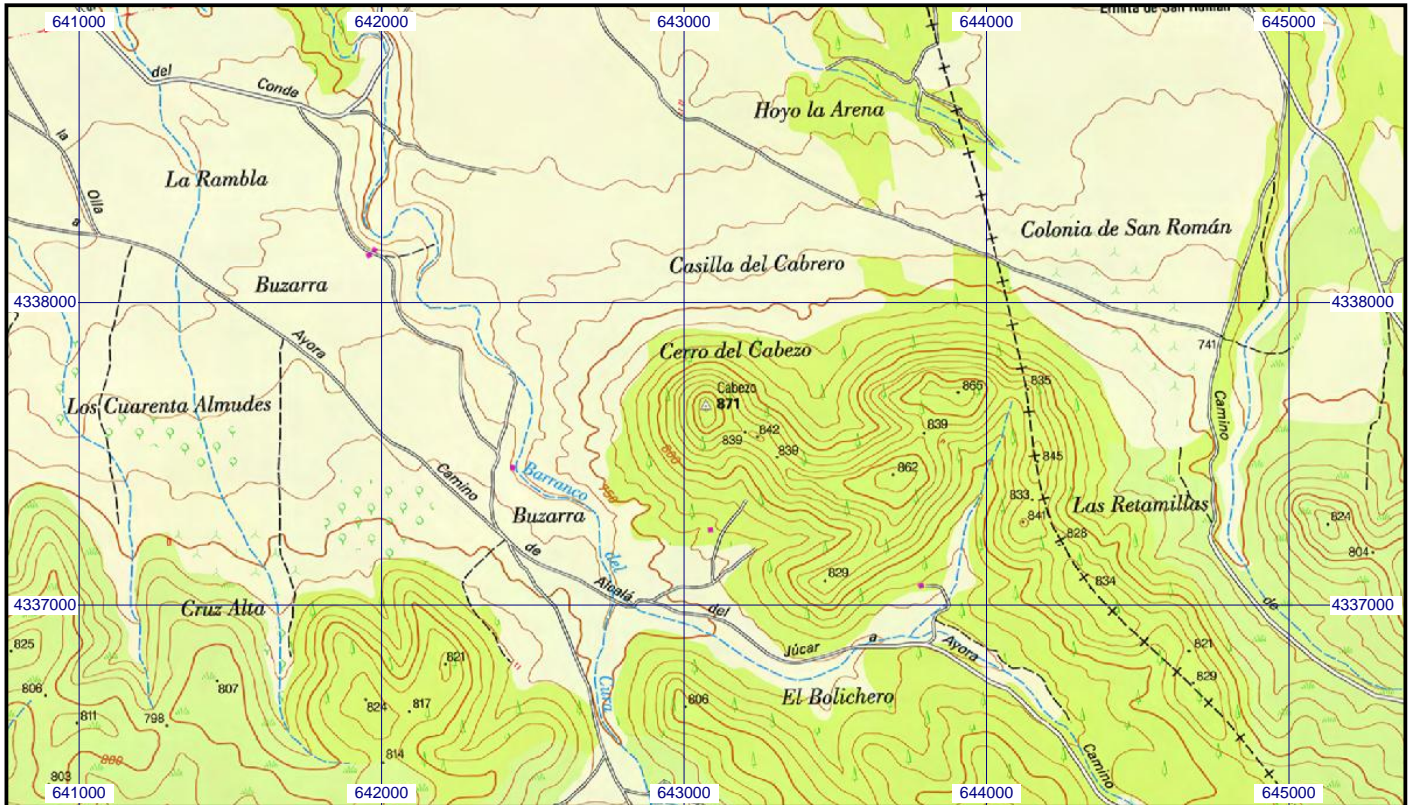 641000 642000 643000 644000 645000
Ermita de San Román
del
Conde
Hoyo la Arena
la
Olla
La Rambla
a
Colonia de San Román
Casilla del Cabrero
Buzarra
4338000 4338000
Ayora
741
Cerro del Cabezo
Cabezo
871
865
835
Los Cuarenta Almudes
Camino
842
839
839
839
800
862
845
Camino
Barranco
750
833
841
828
Las Retamillas
824
804
Buzarra
de
del
Alcalá
829
834
4337000 4337000
Cruz Alta
del
Júcar
a
Ayora
de
825
821
821
829
806
807
824
817
Cueva
806
El Bolichero
811
798
814
800
803
Camino
641000 642000 643000 644000 645000